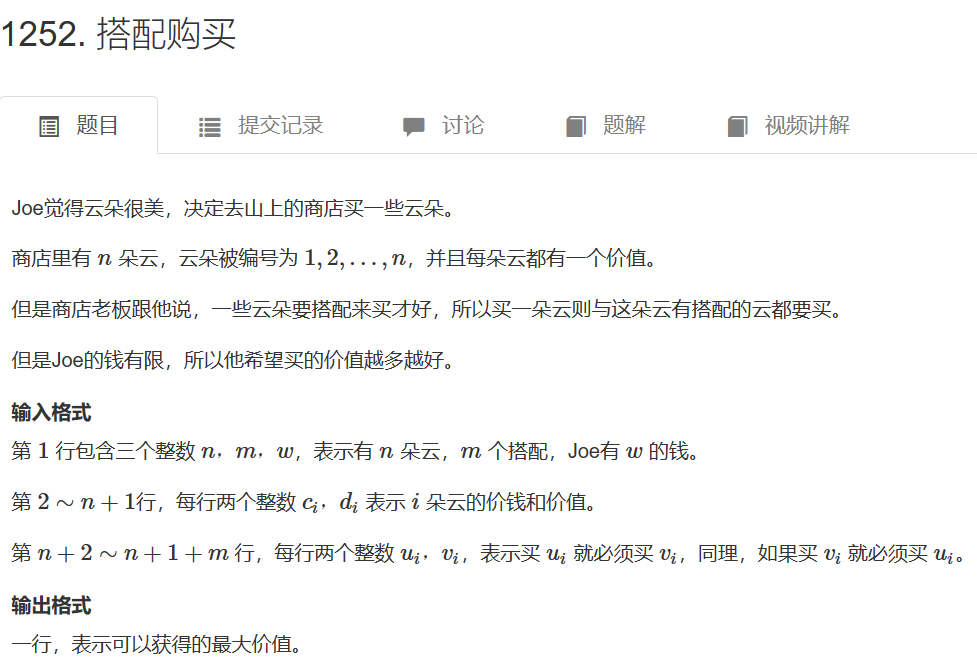 1252. 搭配购买
题目 提交记录 讨论 题解 视频讲解
Joe觉得云朵很美，决定去山上的商店买一些云朵。
商店里有 n 朵云，云朵被编号为 1,2,...,n，并且每朵云都有一个价值。
但是商店老板跟他说，一些云朵要搭配来买才好，所以买一朵云则与这朵云有搭配的云都要买。
但是Joe的钱有限，所以他希望买的价值越多越好。
输入格式
第 1 行包含三个整数 n，m，w，表示有 n 朵云，m 个搭配，Joe有 w 的钱。
第 2 ∼ n + 1行，每行两个整数 cᵢ，dᵢ 表示 i 朵云的价钱和价值。
第 n + 2 ∼ n + 1 + m 行，每行两个整数 uᵢ，vᵢ，表示买 uᵢ 就必须买 vᵢ，同理，如果买 vᵢ 就必须买 uᵢ。
输出格式
一行，表示可以获得的最大价值。